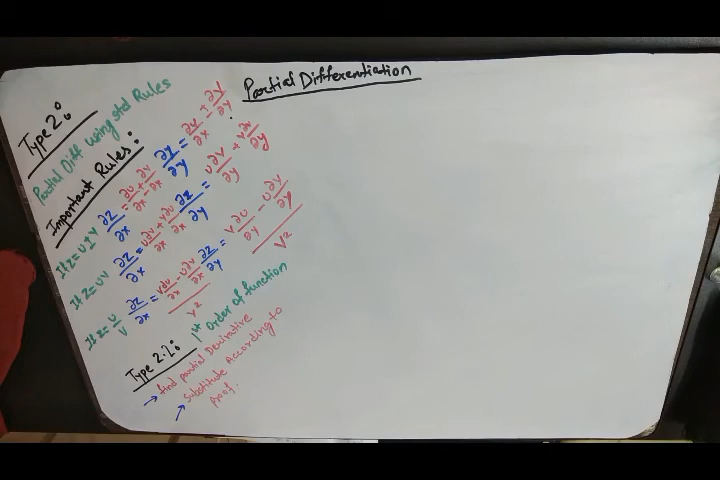 Partial Differentiation
Type 2:
Partial Diff using std Rules
Important Rules:
If z = u ± v ∂z/∂x = ∂u/∂x ± ∂v/∂x ∂z/∂y = ∂u/∂x ± ∂v/∂y
If z = uv ∂z/∂x = u∂v/∂x + v∂u/∂x ∂z/∂y = u∂v/∂y + v∂v/∂y
If z = u/v ∂z/∂x = (v∂u/∂x - u∂v/∂x)/v² ∂z/∂y = (v∂u/∂y - u∂v/∂y)/v²
Type 2.1: 1st Order of function
→ find partial Derivative
→ Substitute According to
proof.